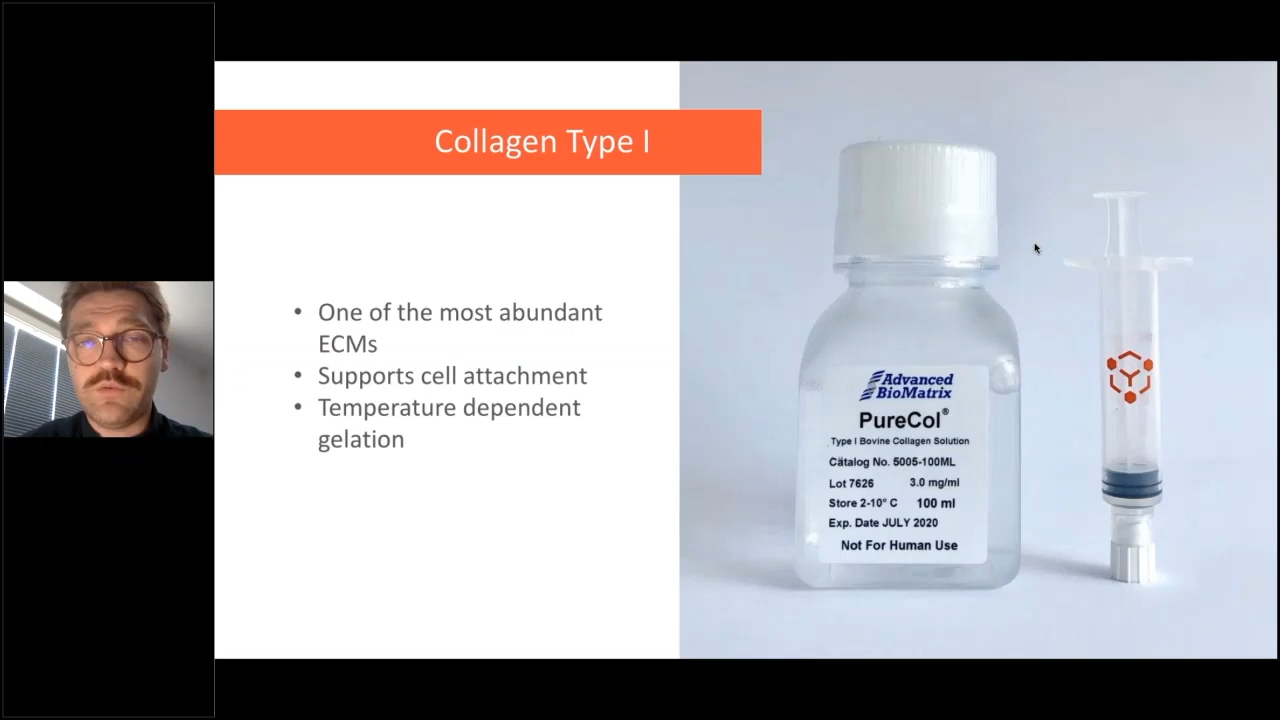 Collagen Type I
• One of the most abundant
ECMs
• Supports cell attachment
• Temperature dependent
gelation
Advanced
BioMatrix
PureCol®
Type I Bovine Collagen Solution
Catalog No. 5005-100ML
Lot 7626 3.0 mg/ml
Store 2-10° C 100 ml
Exp. Date JULY 2020
Not For Human Use